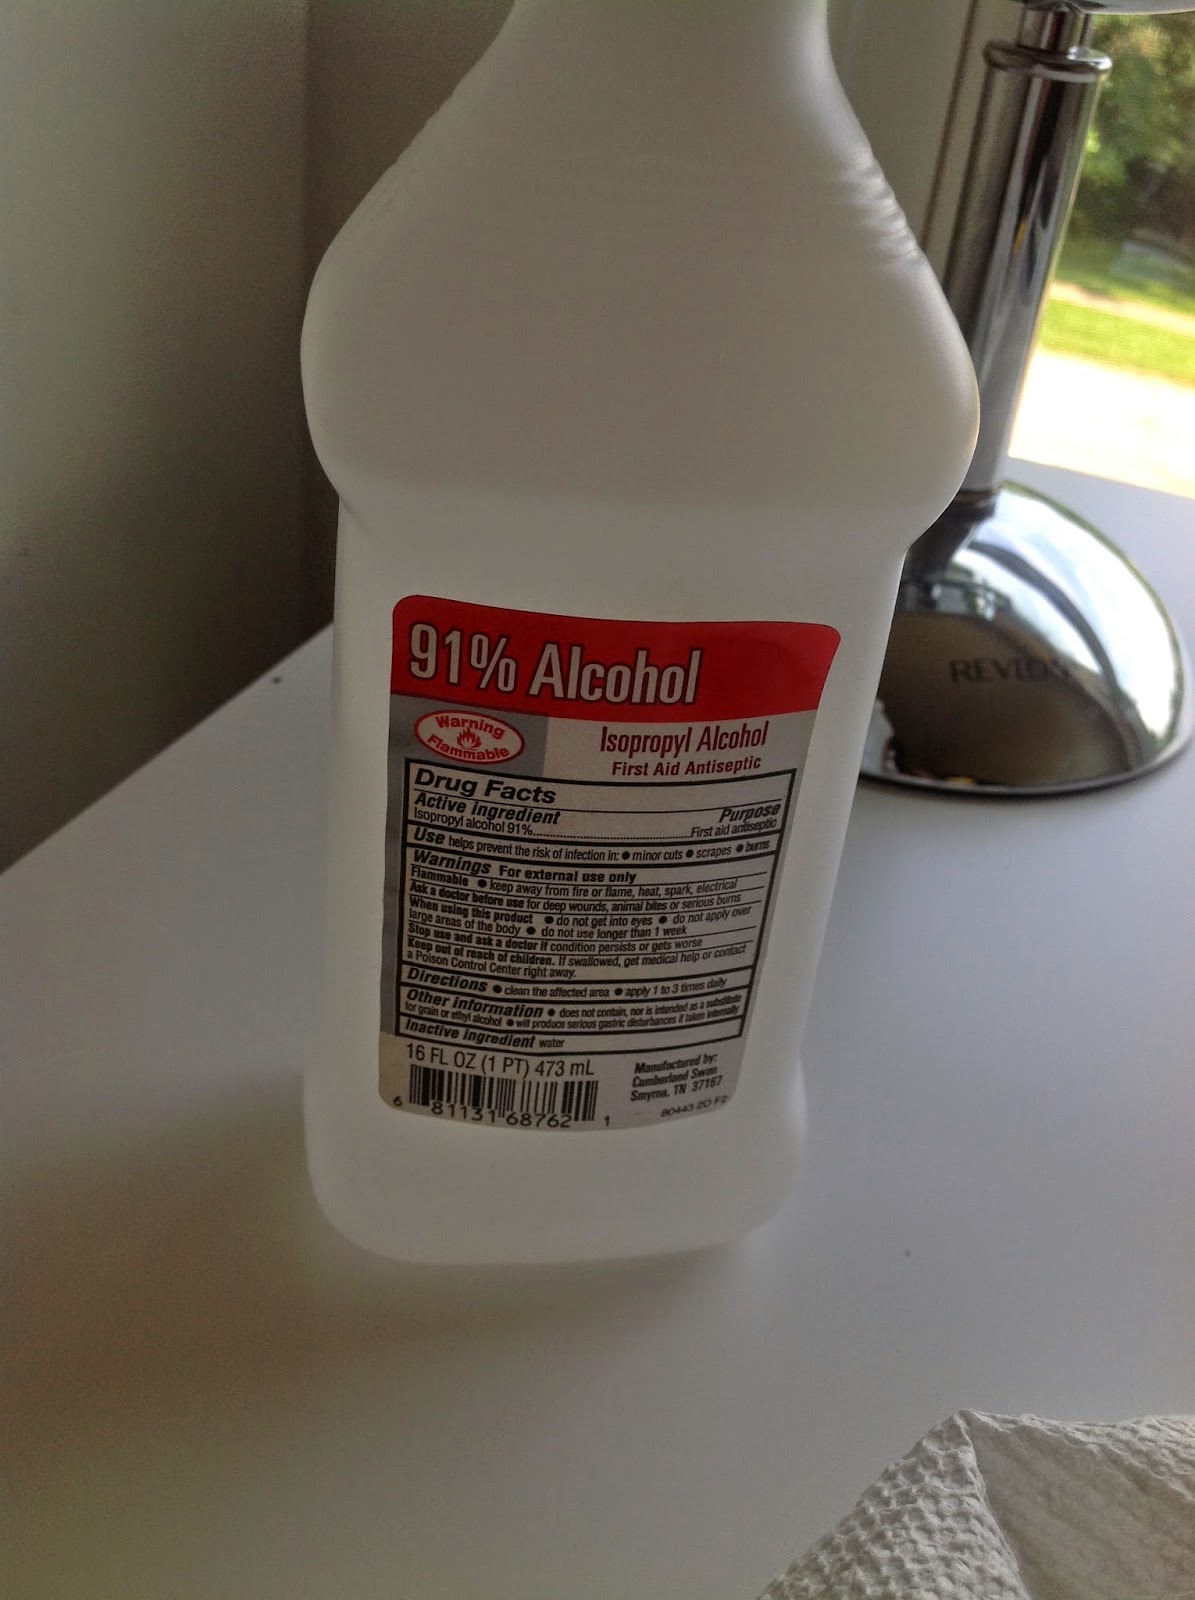 91% Alcohol
Warning
Flammable
Isopropyl Alcohol
First Aid Antiseptic
Drug Facts
Active ingredient Purpose
Isopropyl alcohol 91%..............................First aid antiseptic
Use helps prevent the risk of infection in: ● minor cuts ● scrapes ● burns
Warnings For external use only
Flammable ● keep away from fire or flame, heat, spark, electrical
Ask a doctor before use for deep wounds, animal bites or serious burns
When using this product ● do not get into eyes ● do not apply over
large areas of the body ● do not use longer than 1 week
Stop use and ask a doctor if condition persists or gets worse
Keep out of reach of children. If swallowed, get medical help or contact
a Poison Control Center right away.
Directions ● clean the affected area ● apply 1 to 3 times daily
Other information ● does not contain, nor is intended as a substitute
for grain or ethyl alcohol ● will produce serious gastric disturbances if taken internally
Inactive ingredient water
16 FL OZ (1 PT) 473 mL
Manufactured by:
Cumberland Swan
Smyrna, TN 37167
80443 2D F2
6 81131 68762 1
REVLON